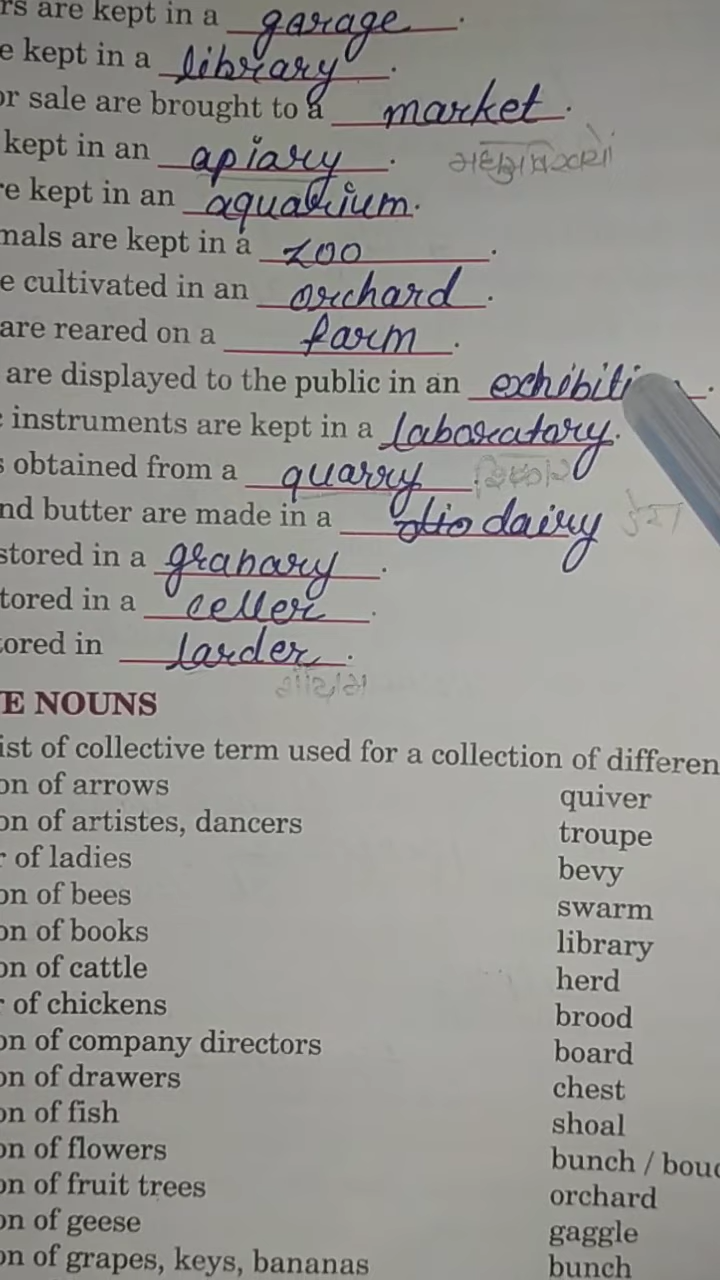 rs are kept in a garage.
e kept in a library.
or sale are brought to a market.
kept in an apiary.
re kept in an aquarium.
mals are kept in a zoo.
e cultivated in an orchard.
are reared on a farm.
are displayed to the public in an exhibiti
instruments are kept in a laboratory.
s obtained from a quarry
nd butter are made in a dairy
stored in a granary.
tored in a celler.
tored in larder.
E NOUNS
ist of collective term used for a collection of differen
on of arrows quiver
on of artistes, dancers troupe
r of ladies bevy
on of bees swarm
on of books library
on of cattle herd
r of chickens brood
on of company directors board
on of drawers chest
on of fish shoal
on of flowers bunch / bouq
on of fruit trees orchard
on of geese gaggle
on of grapes, keys, bananas bunch